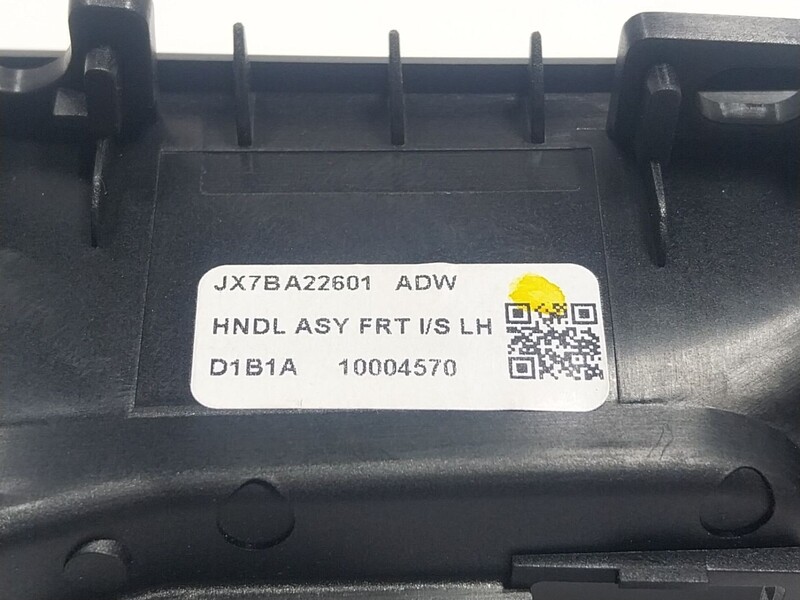 JX7BA22601 ADW
HNDL ASY FRT I/S LH
D1B1A 10004570